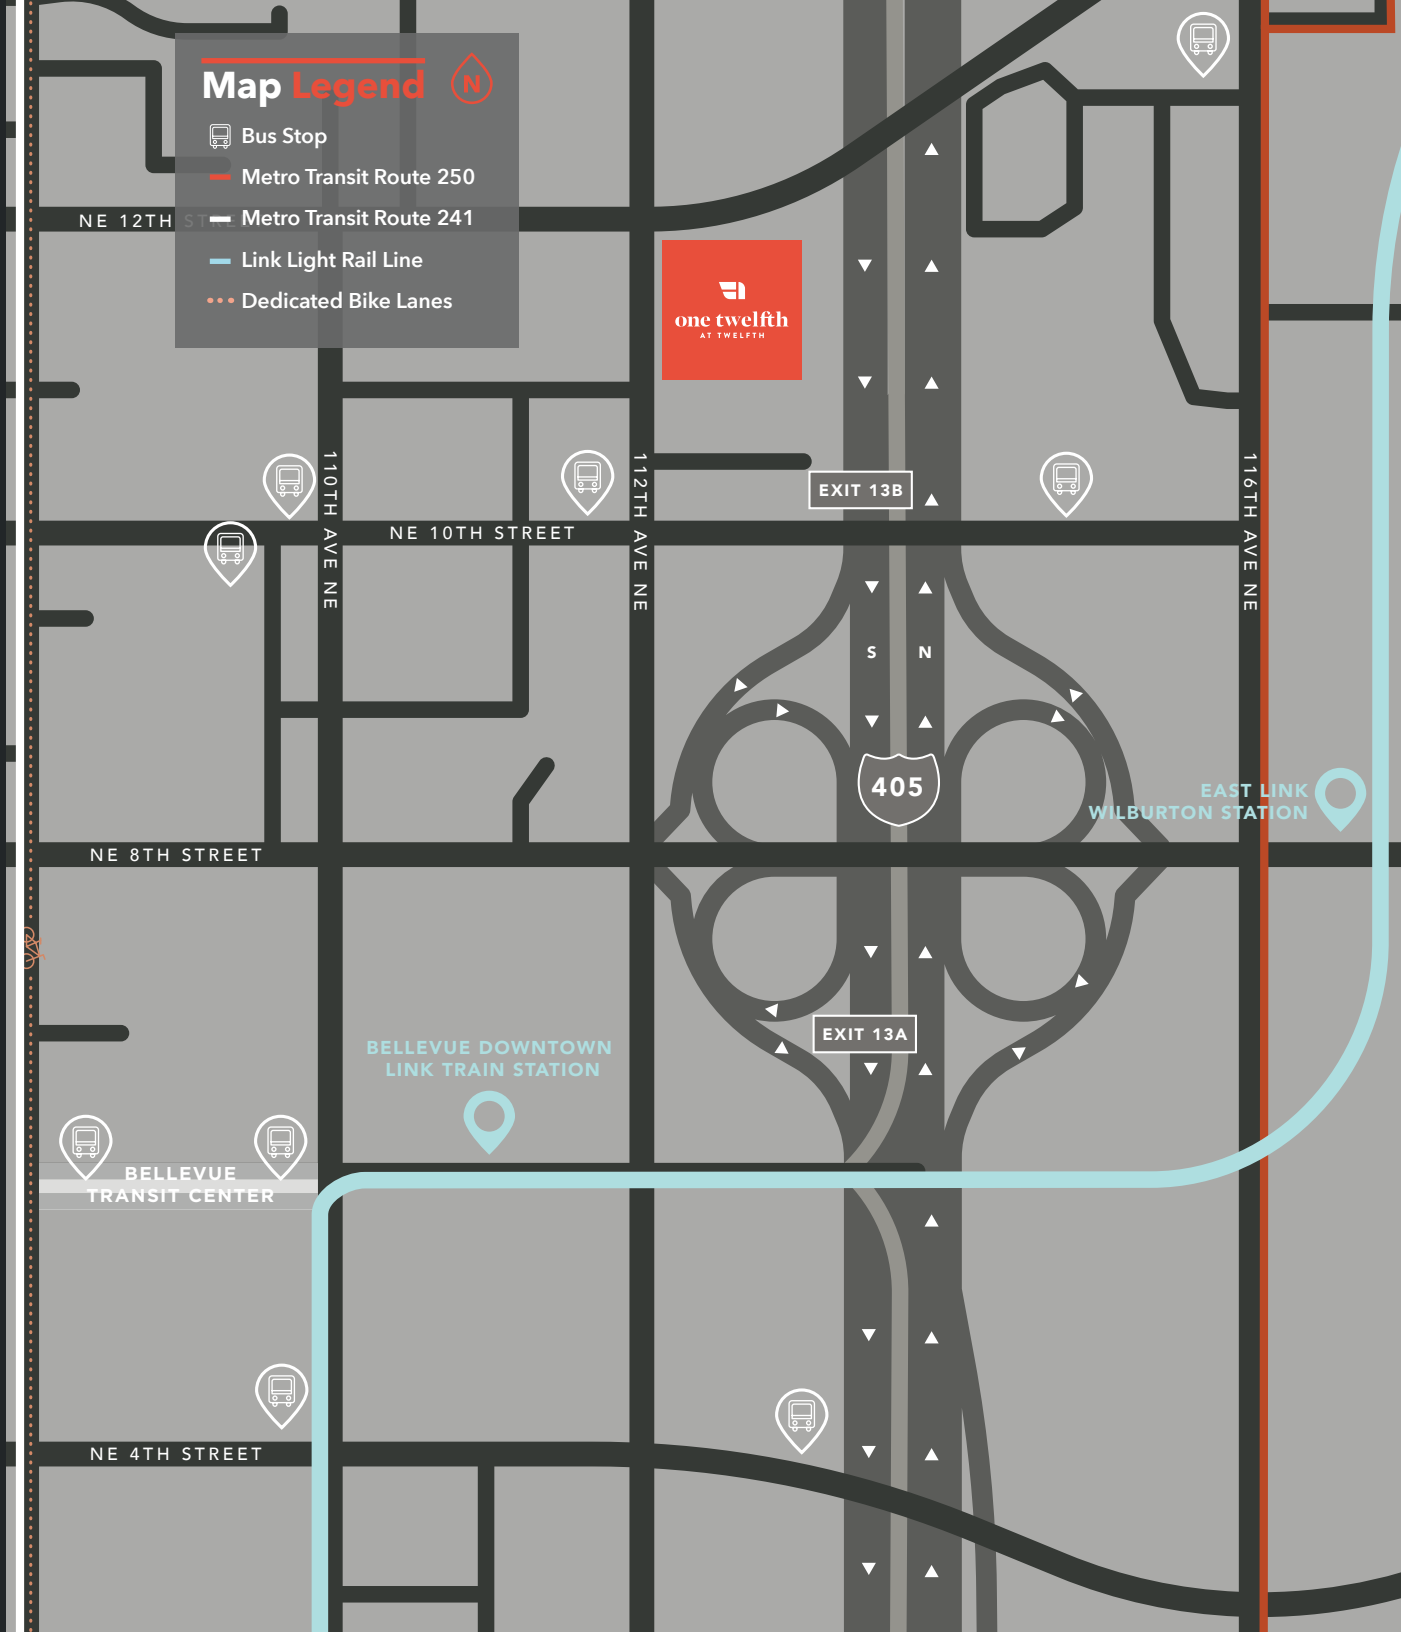 Map Legend
N
Bus Stop
Metro Transit Route 250
NE 12TH STREET
Metro Transit Route 241
Link Light Rail Line
Dedicated Bike Lanes
one twelfth
AT TWELFTH
110TH AVE NE
112TH AVE NE
116TH AVE NE
EXIT 13B
NE 10TH STREET
S
N
405
EAST LINK
WILBURTON STATION
NE 8TH STREET
EXIT 13A
BELLEVUE DOWNTOWN
LINK TRAIN STATION
BELLEVUE
TRANSIT CENTER
NE 4TH STREET